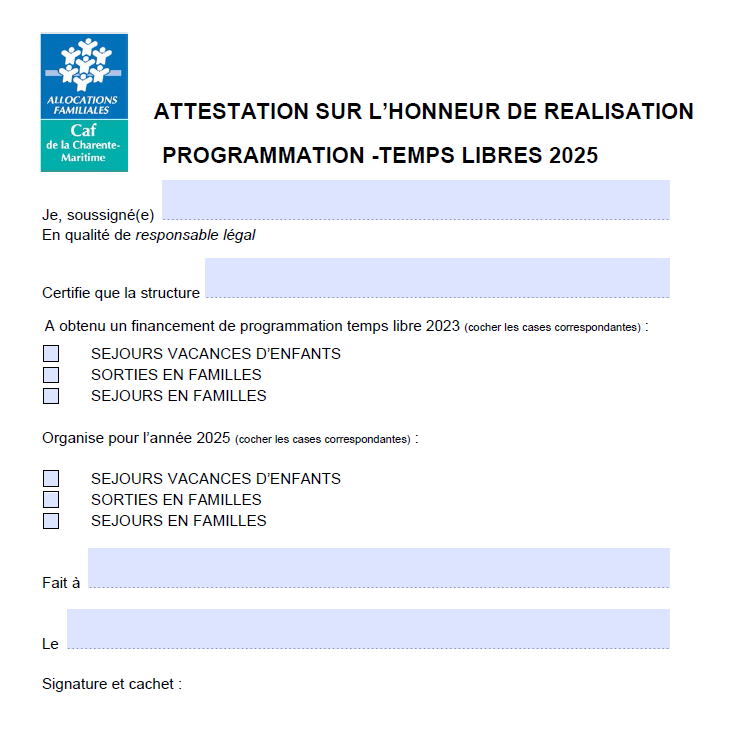 ALLOCATIONS
FAMILIALES
Caf
de la Charente-
Maritime
ATTESTATION SUR L'HONNEUR DE REALISATION
PROGRAMMATION -TEMPS LIBRES 2025
Je, soussigné(e)
En qualité de responsable légal
Certifie que la structure
A obtenu un financement de programmation temps libre 2023 (cocher les cases correspondantes) :
SEJOURS VACANCES D'ENFANTS
SORTIES EN FAMILLES
SEJOURS EN FAMILLES
Organise pour l'année 2025 (cocher les cases correspondantes) :
SEJOURS VACANCES D'ENFANTS
SORTIES EN FAMILLES
SEJOURS EN FAMILLES
Fait à
Le
Signature et cachet :